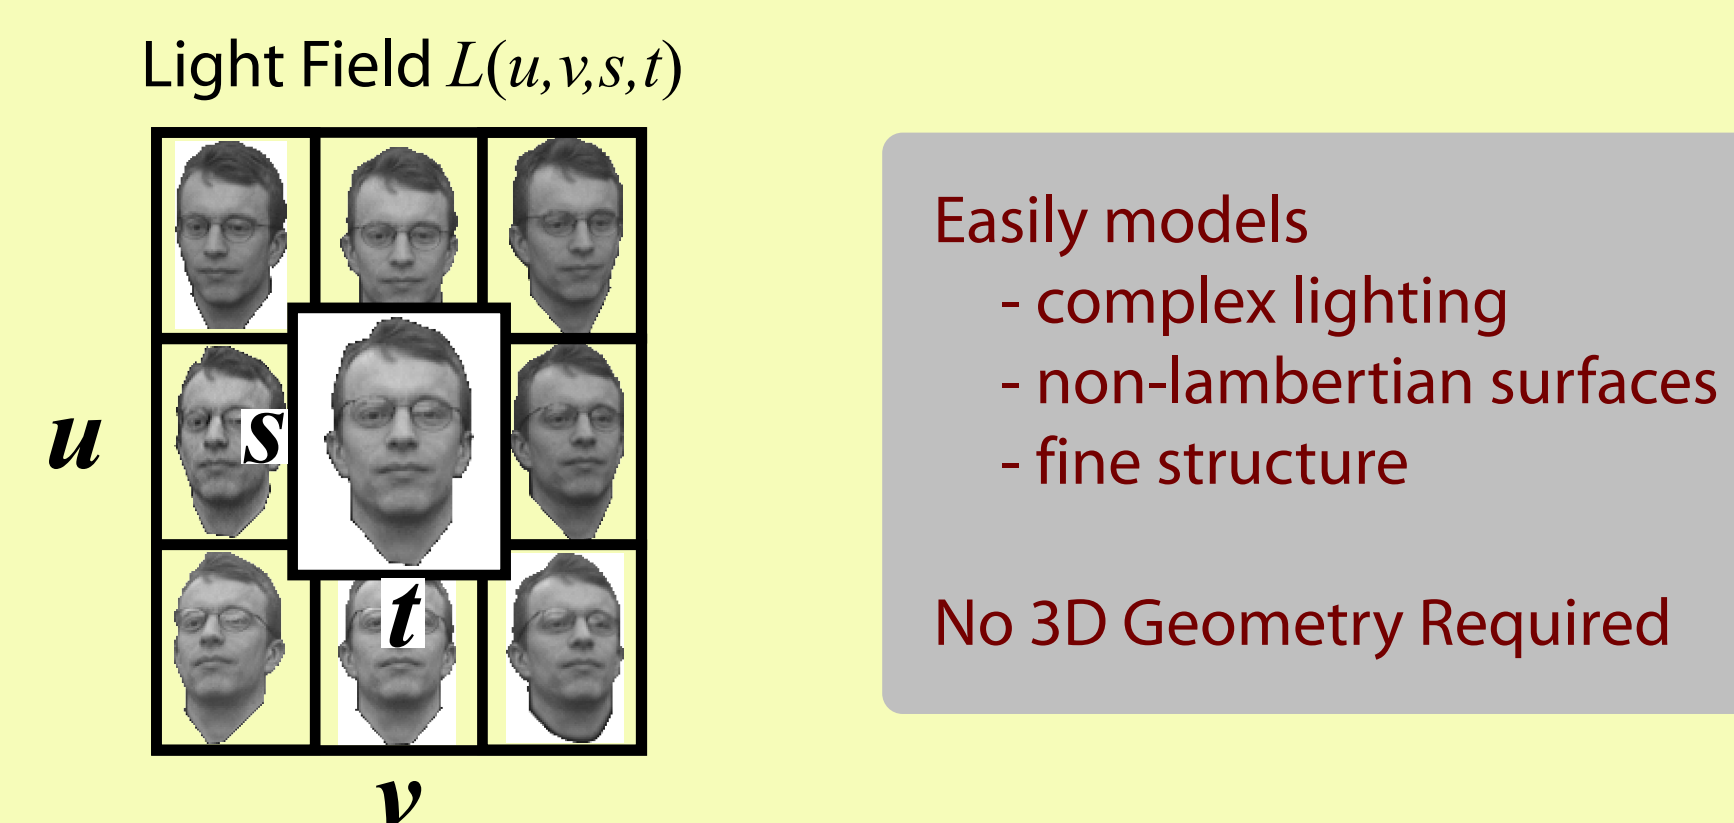 Light Field L(u,v,s,t)
Easily models
- complex lighting
- non-lambertian surfaces
- fine structure
No 3D Geometry Required
u
s
t
v